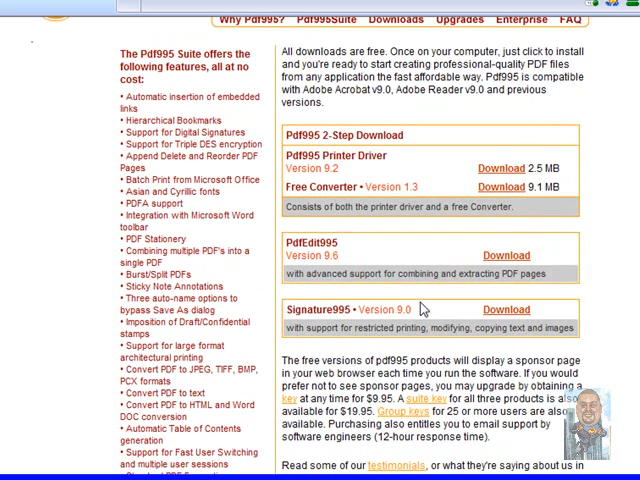 Why Pdf995? Pdf995Suite Downloads Upgrades Enterprise FAQ
The Pdf995 Suite offers the
following features, all at no
cost:
• Automatic insertion of embedded
links
• Hierarchical Bookmarks
• Support for Digital Signatures
• Support for Triple DES encryption
• Append Delete and Reorder PDF
Pages
• Batch Print from Microsoft Office
• Asian and Cyrillic fonts
• PDFA support
• Integration with Microsoft Word
toolbar
• PDF Stationery
• Combining multiple PDF's into a
single PDF
• Burst/Split PDFs
• Sticky Note Annotations
• Three auto-name options to
bypass Save As dialog
• Imposition of Draft/Confidential
stamps
• Support for large format
architectural printing
• Convert PDF to JPEG, TIFF, BMP,
PCX formats
• Convert PDF to text
• Convert PDF to HTML and Word
DOC conversion
• Automatic Table of Contents
generation
• Support for Fast User Switching
and multiple user sessions
All downloads are free. Once on your computer, just click to install
and you're ready to start creating professional-quality PDF files
from any application the fast affordable way. Pdf995 is compatible
with Adobe Acrobat v9.0, Adobe Reader v9.0 and previous
versions.
Pdf995 2-Step Download
Pdf995 Printer Driver
Version 9.2 Download 2.5 MB
Free Converter • Version 1.3 Download 9.1 MB
Consists of both the printer driver and a free Converter.
PdfEdit995
Version 9.6 Download
with advanced support for combining and extracting PDF pages
Signature995 • Version 9.0 Download
with support for restricted printing, modifying, copying text and images
The free versions of pdf995 products will display a sponsor page
in your web browser each time you run the software. If you would
prefer not to see sponsor pages, you may upgrade by obtaining a
key at any time for $9.95. A suite key for all three products is also
available for $19.95. Group keys for 25 or more users are also
available. Purchasing also entitles you to email support by
software engineers (12-hour response time).
Read some of our testimonials, or what they're saying about us in